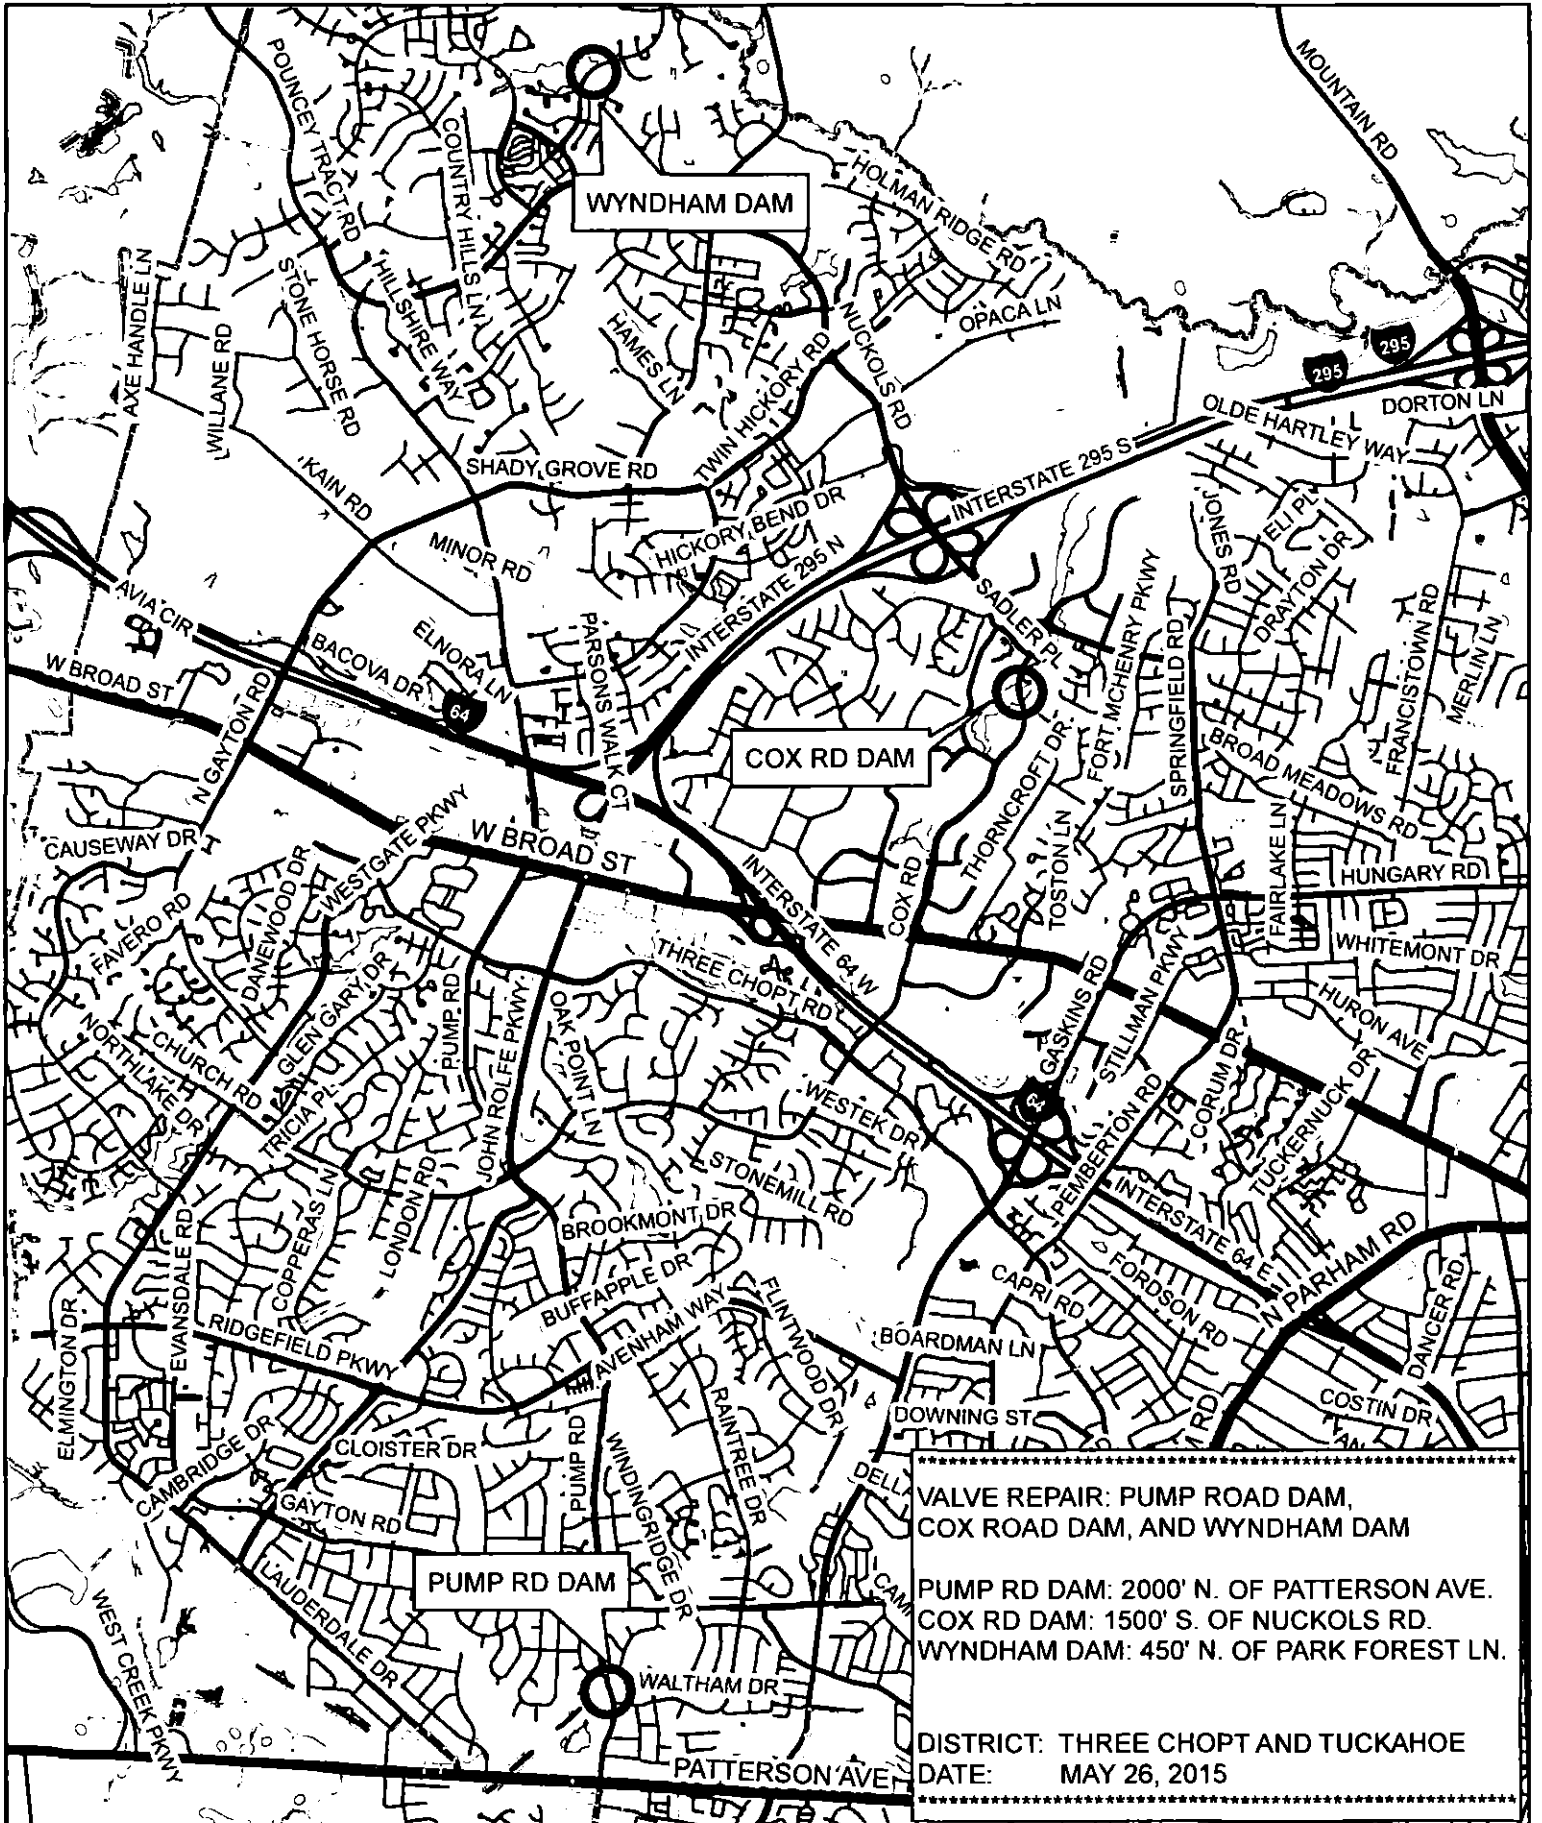 MOUNTAIN RD
POUNCEY TRACT RD
COUNTRY HILLS LN
WYNDHAM DAM
HOLMAN RIDGE RD
AXE HANDLE LN
STONE HORSE RD
HILLSHIRE WAY
WILLANE RD
HAMES LN
NUCKOLS RD
OPACA LN
295
295
TWIN HICKORY RD
DORTON LN
OLDE HARTLEY WAY
SHADY GROVE RD
KAIN RD
INTERSTATE 295 S
HICKORY BEND DR
JONES RD
ELI PL
MINOR RD
INTERSTATE 295 N
DRAYTON DR
AVIA CIR
SADLER PL
FORT MCHENRY PKWY
SPRINGFIELD RD
FRANCISTOWN RD
MERLIN LN
BACOVA DR
ELNORA LN
PARSONS WALK CT
W BROAD ST
64
N GAYTON RD
COX RD DAM
THORNCROFT DR
BROAD MEADOWS RD
CAUSEWAY DR
WESTGATE PKWY
W BROAD ST
INTERSTATE 64 W
COX RD
TOSTON LN
FAIRLAKE LN
HUNGARY RD
FAVERO RD
DANEWOOD DR
WHITEMONT DR
THREE CHOPT RD
GASKINS RD
STILLMAN PKWY
HURON AVE
NORTHLAKE DR
CHURCH RD
GLEN GARY DR
PUMP RD
JOHN ROLFE PKWY
OAK POINT LN
TRICIA PL
WESTEK DR
64
PEMBERTON RD
CORUM DR
TUCKERNUCK DR
STONEMILL RD
LONDON RD
COPPERAS LN
EVANSDALE RD
BROOKMONT DR
INTERSTATE 64 E
N PARHAM RD
BUFFAPPLE DR
CAPRI RD
FORDSON RD
DANCER RD
ELMINGTON DR
RIDGEFIELD PKWY
AVENHAM WAY
FLINTWOOD DR
BOARDMAN LN
RAINTREE DR
DOWNING ST
COSTIN DR
M RD
CAMBRIDGE DR
CLOISTER DR
PUMP RD
WINDINGRIDGE DR
DELLA
GAYTON RD
PUMP RD DAM
LAUDERDALE DR
WEST CREEK PKWY
WALTHAM DR
PATTERSON AVE
VALVE REPAIR: PUMP ROAD DAM,
COX ROAD DAM, AND WYNDHAM DAM
PUMP RD DAM: 2000' N. OF PATTERSON AVE.
COX RD DAM: 1500' S. OF NUCKOLS RD.
WYNDHAM DAM: 450' N. OF PARK FOREST LN.
DISTRICT: THREE CHOPT AND TUCKAHOE
DATE: MAY 26, 2015